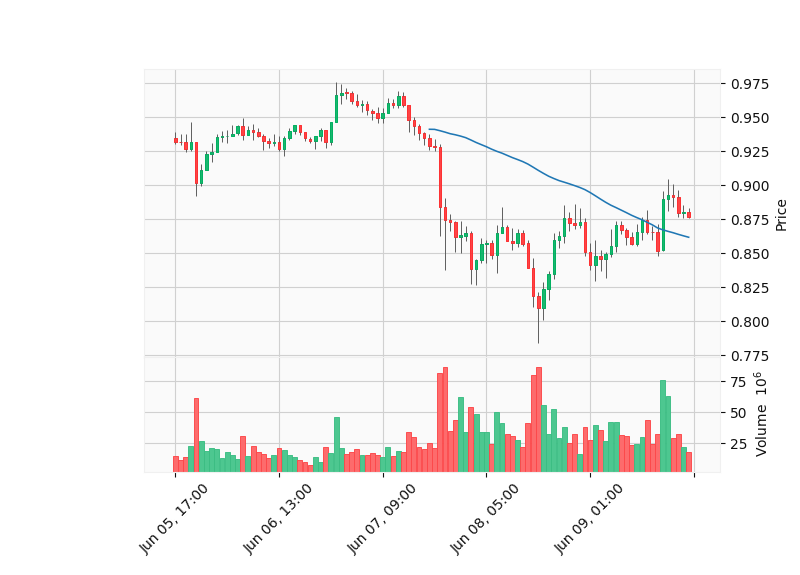 0.975
0.950
0.925
0.900
0.875
0.850
0.825
0.800
0.775
Price
75
50
25
Volume 10⁶
Jun 05, 17:00
Jun 06, 13:00
Jun 07, 09:00
Jun 08, 05:00
Jun 09, 01:00